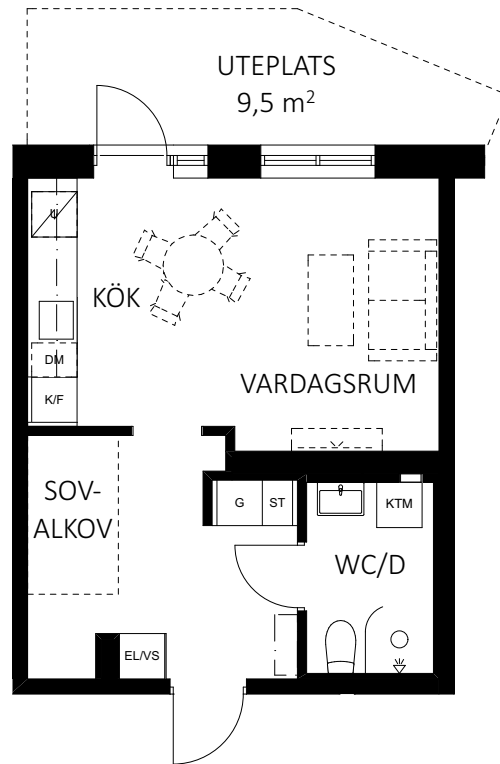 UTEPLATS
9,5 m²
U
KÖK
DM
K/F
VARDAGSRUM
SOV-
ALKOV
G ST
KTM
WC/D
EL/VS